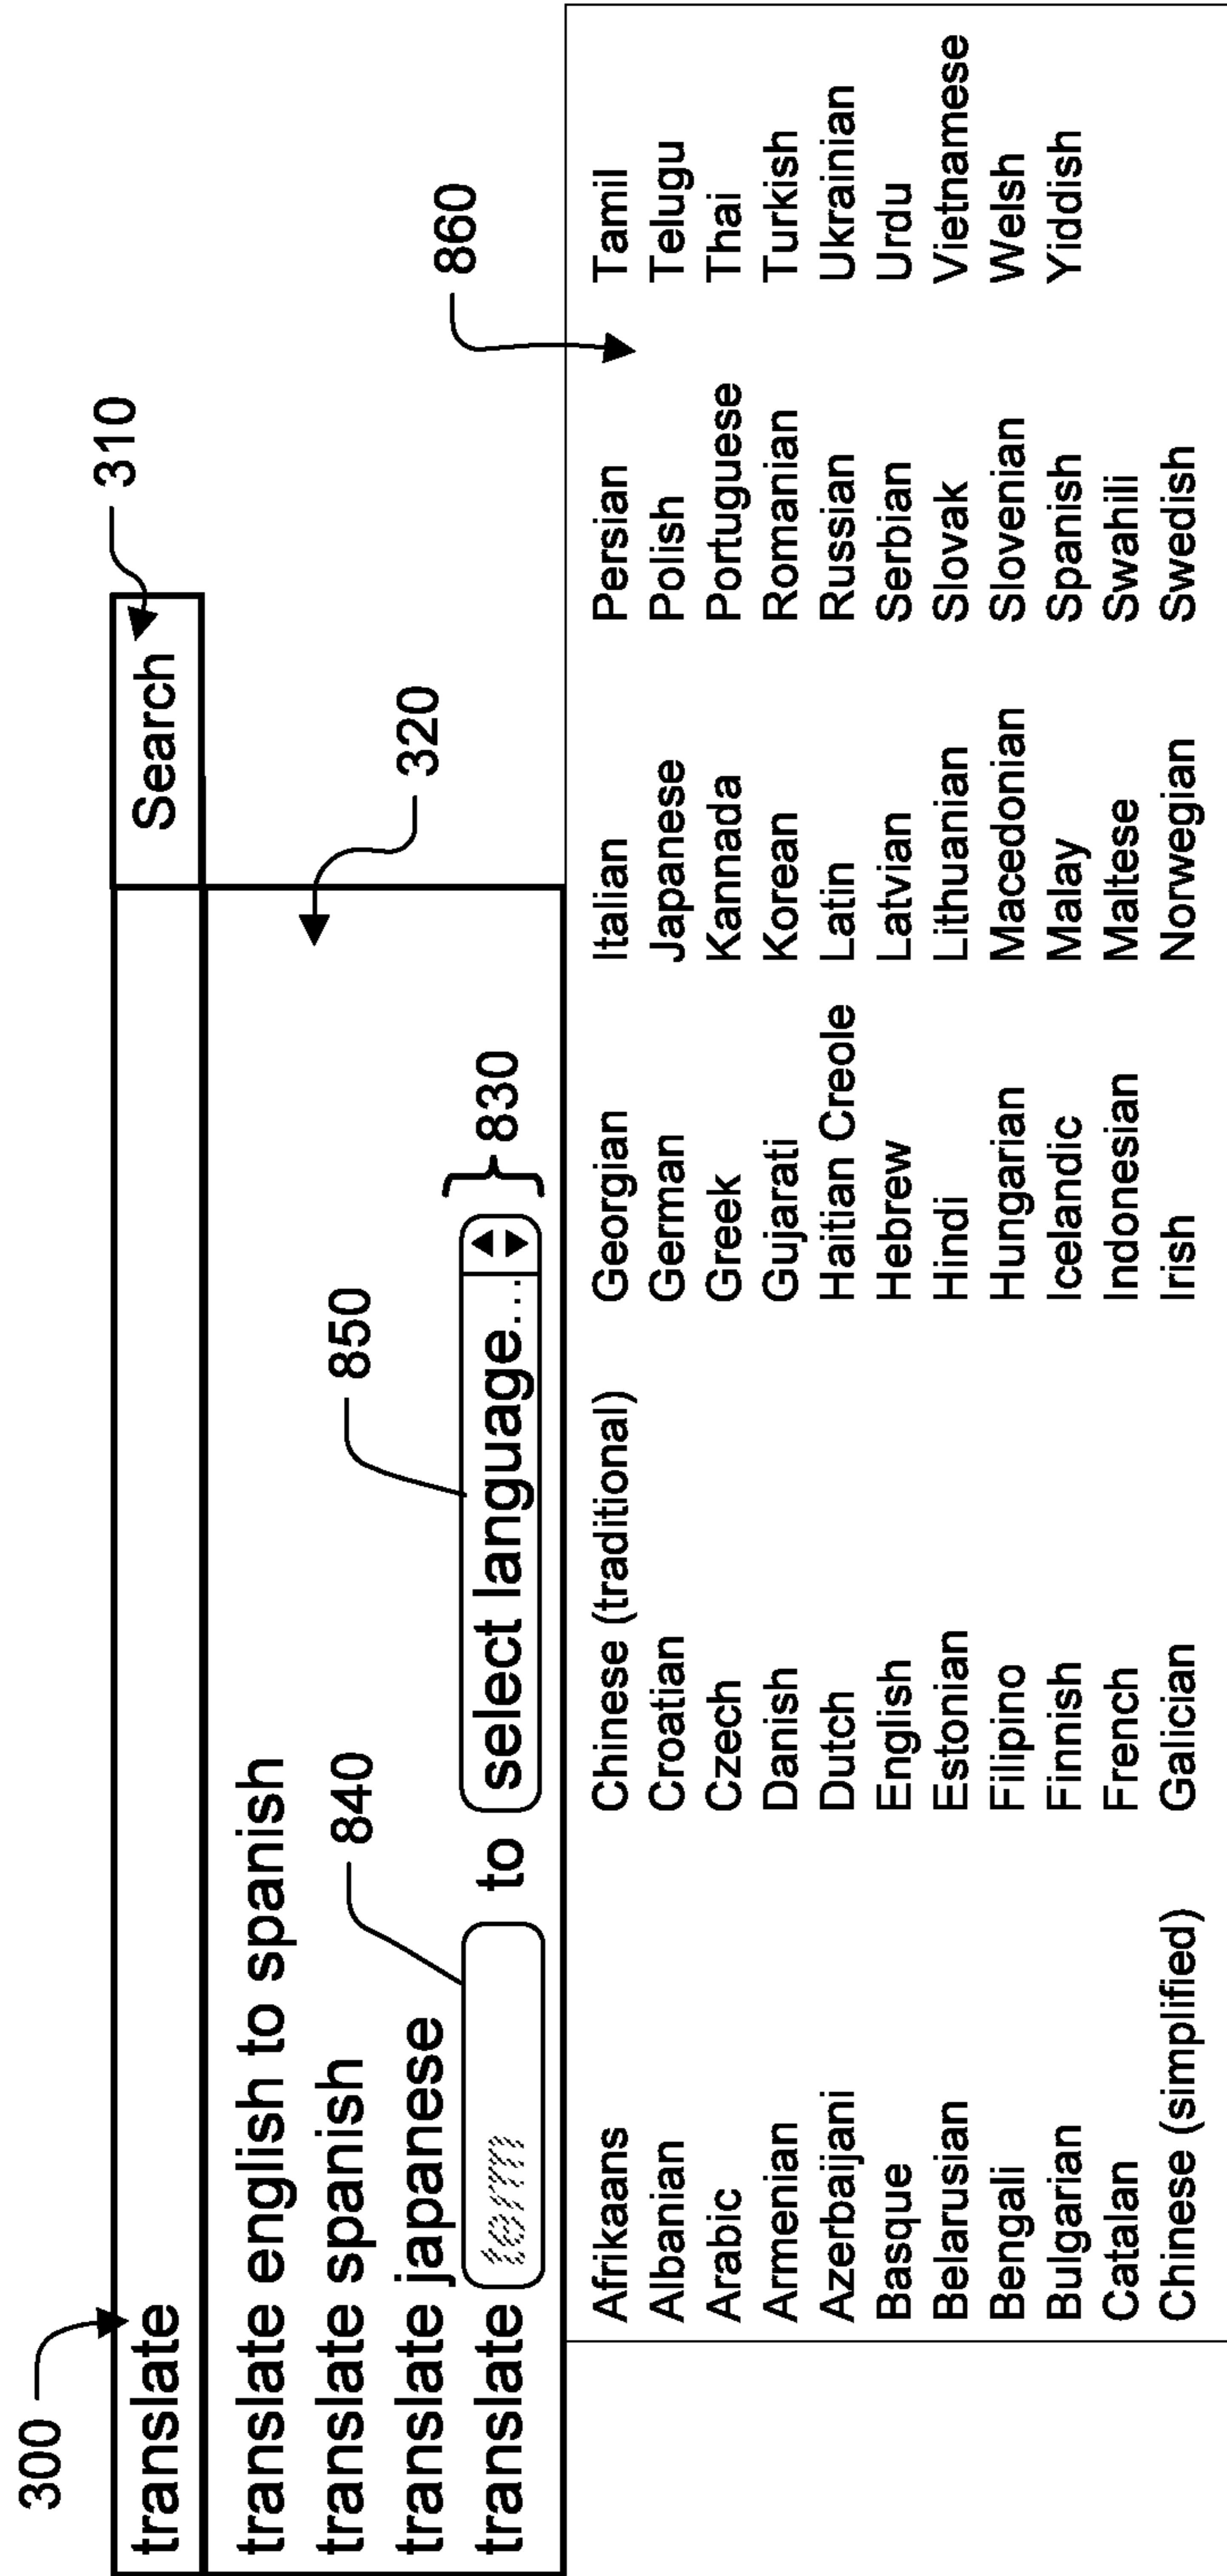 300
310
translate
Search
translate english to spanish
320
translate spanish
840
850
translate japanese
translate term to select language...
830
860
Afrikaans
Albanian
Arabic
Armenian
Azerbaijani
Basque
Belarusian
Bengali
Bulgarian
Catalan
Chinese (simplified)
Chinese (traditional)
Croatian
Czech
Danish
Dutch
English
Estonian
Filipino
Finnish
French
Galician
Georgian
German
Greek
Gujarati
Haitian Creole
Hebrew
Hindi
Hungarian
Icelandic
Indonesian
Irish
Italian
Japanese
Kannada
Korean
Latin
Latvian
Lithuanian
Macedonian
Malay
Maltese
Norwegian
Persian
Polish
Portuguese
Romanian
Russian
Serbian
Slovak
Slovenian
Spanish
Swahili
Swedish
Tamil
Telugu
Thai
Turkish
Ukrainian
Urdu
Vietnamese
Welsh
Yiddish